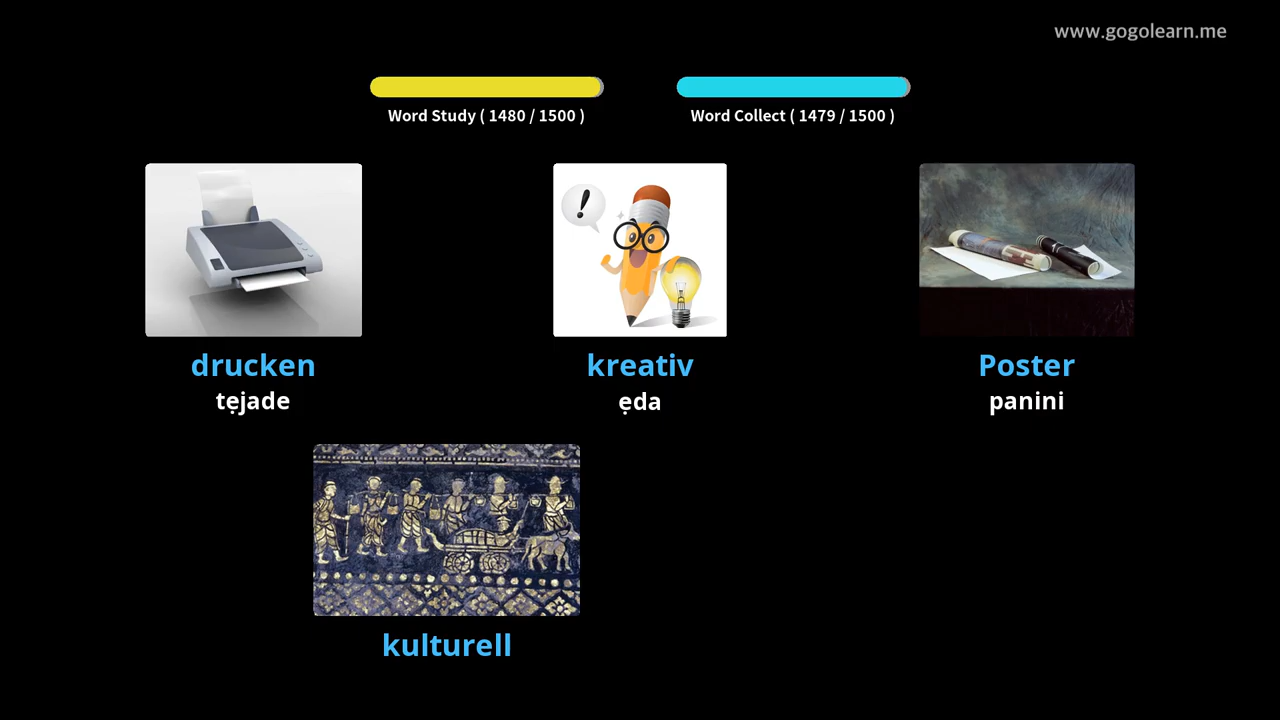 www.gogolearn.me
Word Study ( 1480 / 1500 )
Word Collect ( 1479 / 1500 )
drucken
tẹjade
kreativ
ẹda
Poster
panini
kulturell